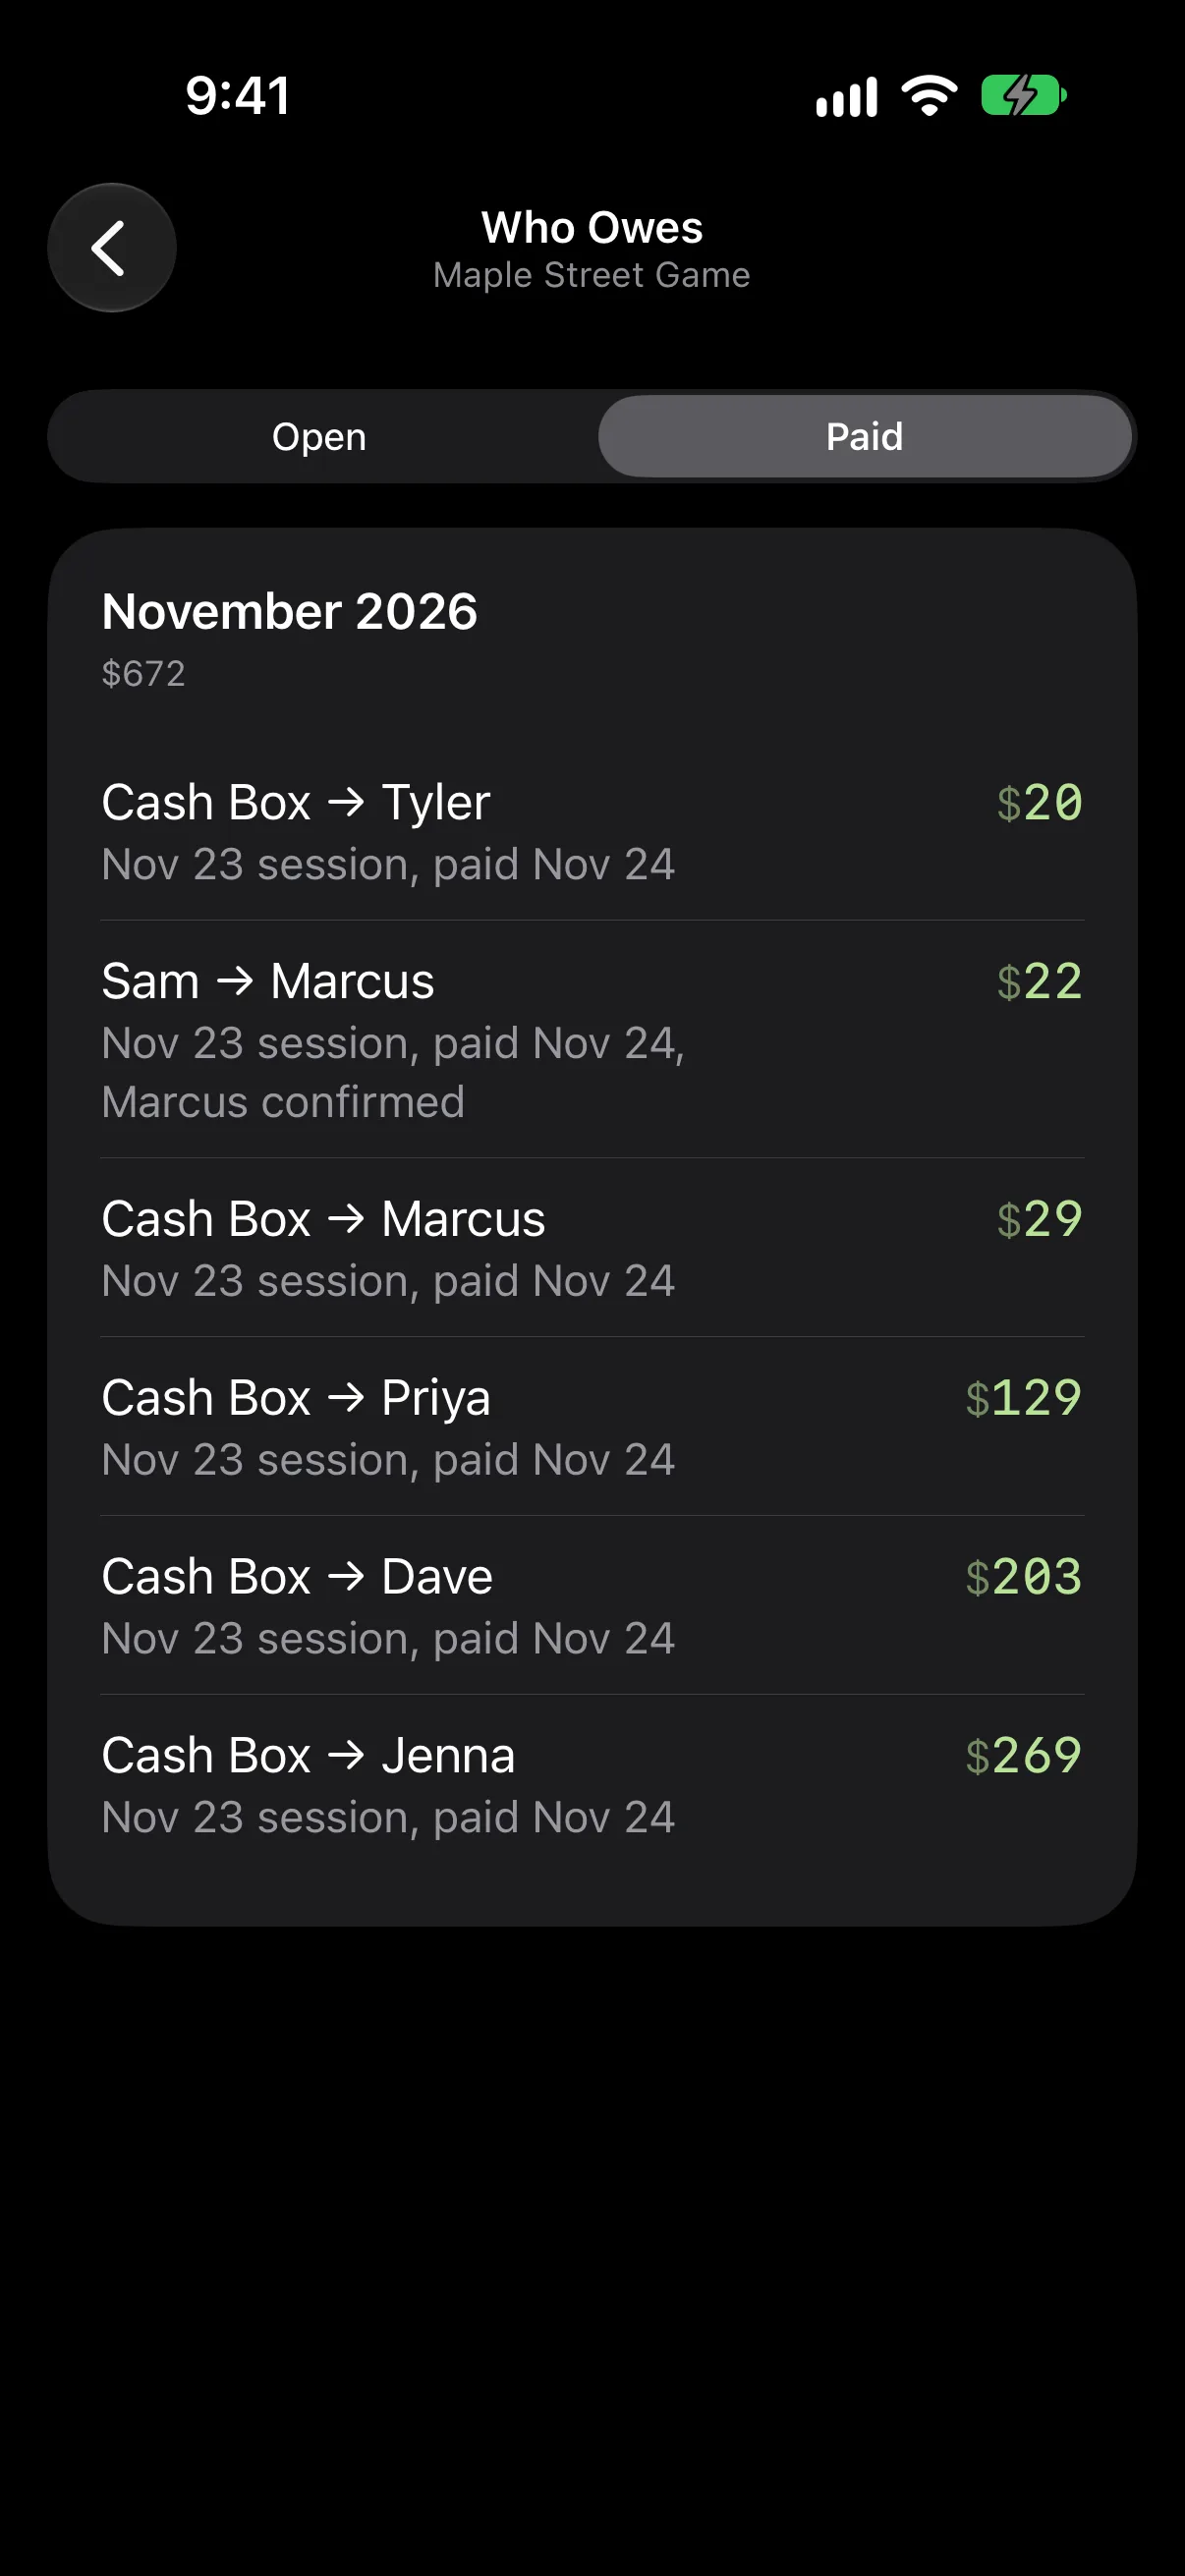 9:41
Who Owes
Maple Street Game
Open
Paid
November 2026
$672
Cash Box → Tyler
$20
Nov 23 session, paid Nov 24
Sam → Marcus
$22
Nov 23 session, paid Nov 24,
Marcus confirmed
Cash Box → Marcus
$29
Nov 23 session, paid Nov 24
Cash Box → Priya
$129
Nov 23 session, paid Nov 24
Cash Box → Dave
$203
Nov 23 session, paid Nov 24
Cash Box → Jenna
$269
Nov 23 session, paid Nov 24